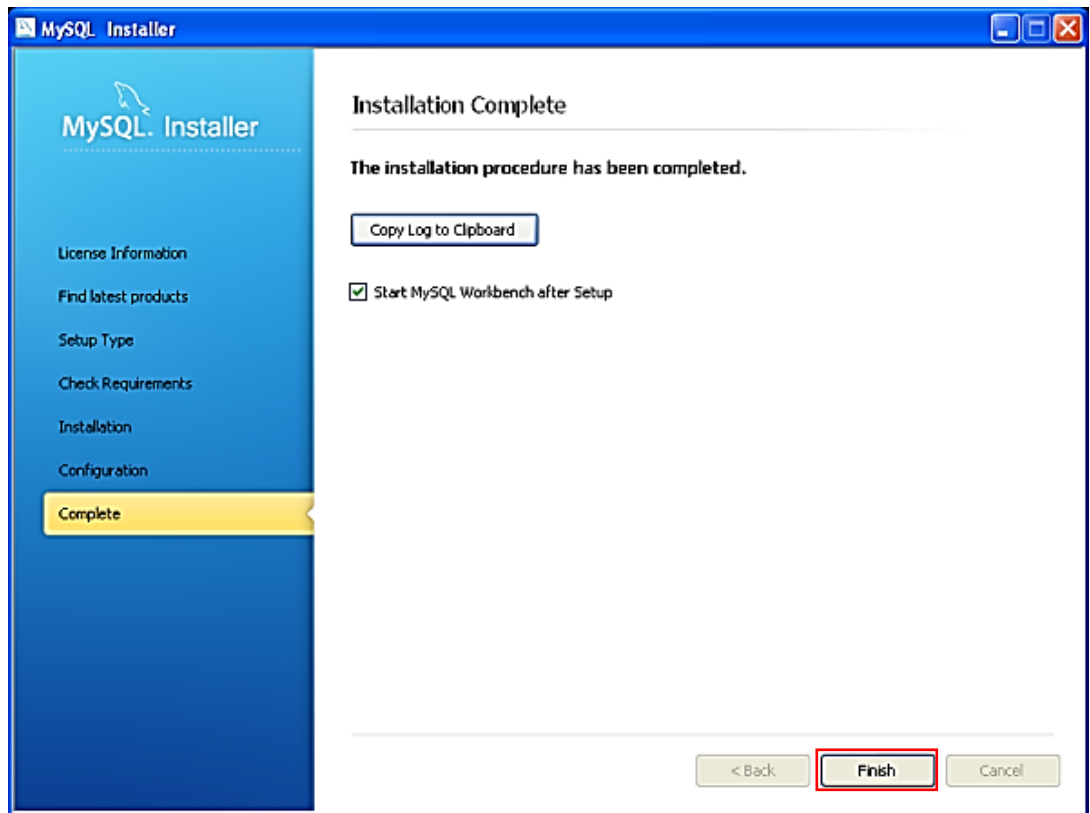 MySQL Installer
MySQL. Installer
License Information
Find latest products
Setup Type
Check Requirements
Installation
Configuration
Complete
Installation Complete
The installation procedure has been completed.
Copy Log to Clipboard
Start MySQL Workbench after Setup
< Back
Finish
Cancel